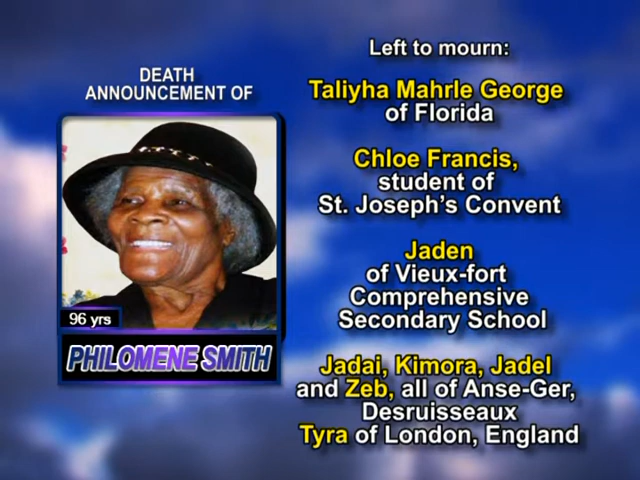 DEATH
ANNOUNCEMENT OF
96 yrs
PHILOMENE SMITH
Left to mourn:
Taliyha Mahrle George
of Florida
Chloe Francis,
student of
St. Joseph's Convent
Jaden
of Vieux-fort
Comprehensive
Secondary School
Jadai, Kimora, Jadel
and Zeb, all of Anse-Ger,
Desruisseaux
Tyra of London, England